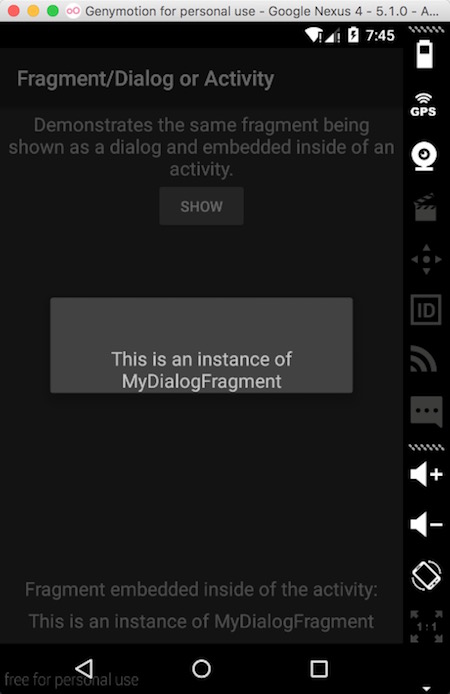 Genymotion for personal use - Google Nexus 4 - 5.1.0 - A...
7:45
Fragment/Dialog or Activity
GPS
Demonstrates the same fragment being
shown as a dialog and embedded inside of an
activity.
SHOW
ID
This is an instance of
MyDialogFragment
Fragment embedded inside of the activity:
This is an instance of MyDialogFragment
1:1
free for personal use